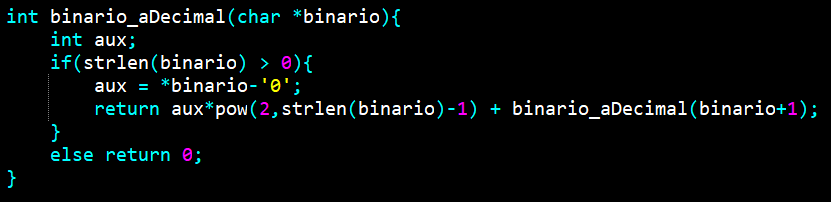 int binario_aDecimal(char *binario){
    int aux;
    if(strlen(binario) > 0){
        aux = *binario-'0';
        return aux*pow(2,strlen(binario)-1) + binario_aDecimal(binario+1);
    }
    else return 0;
}